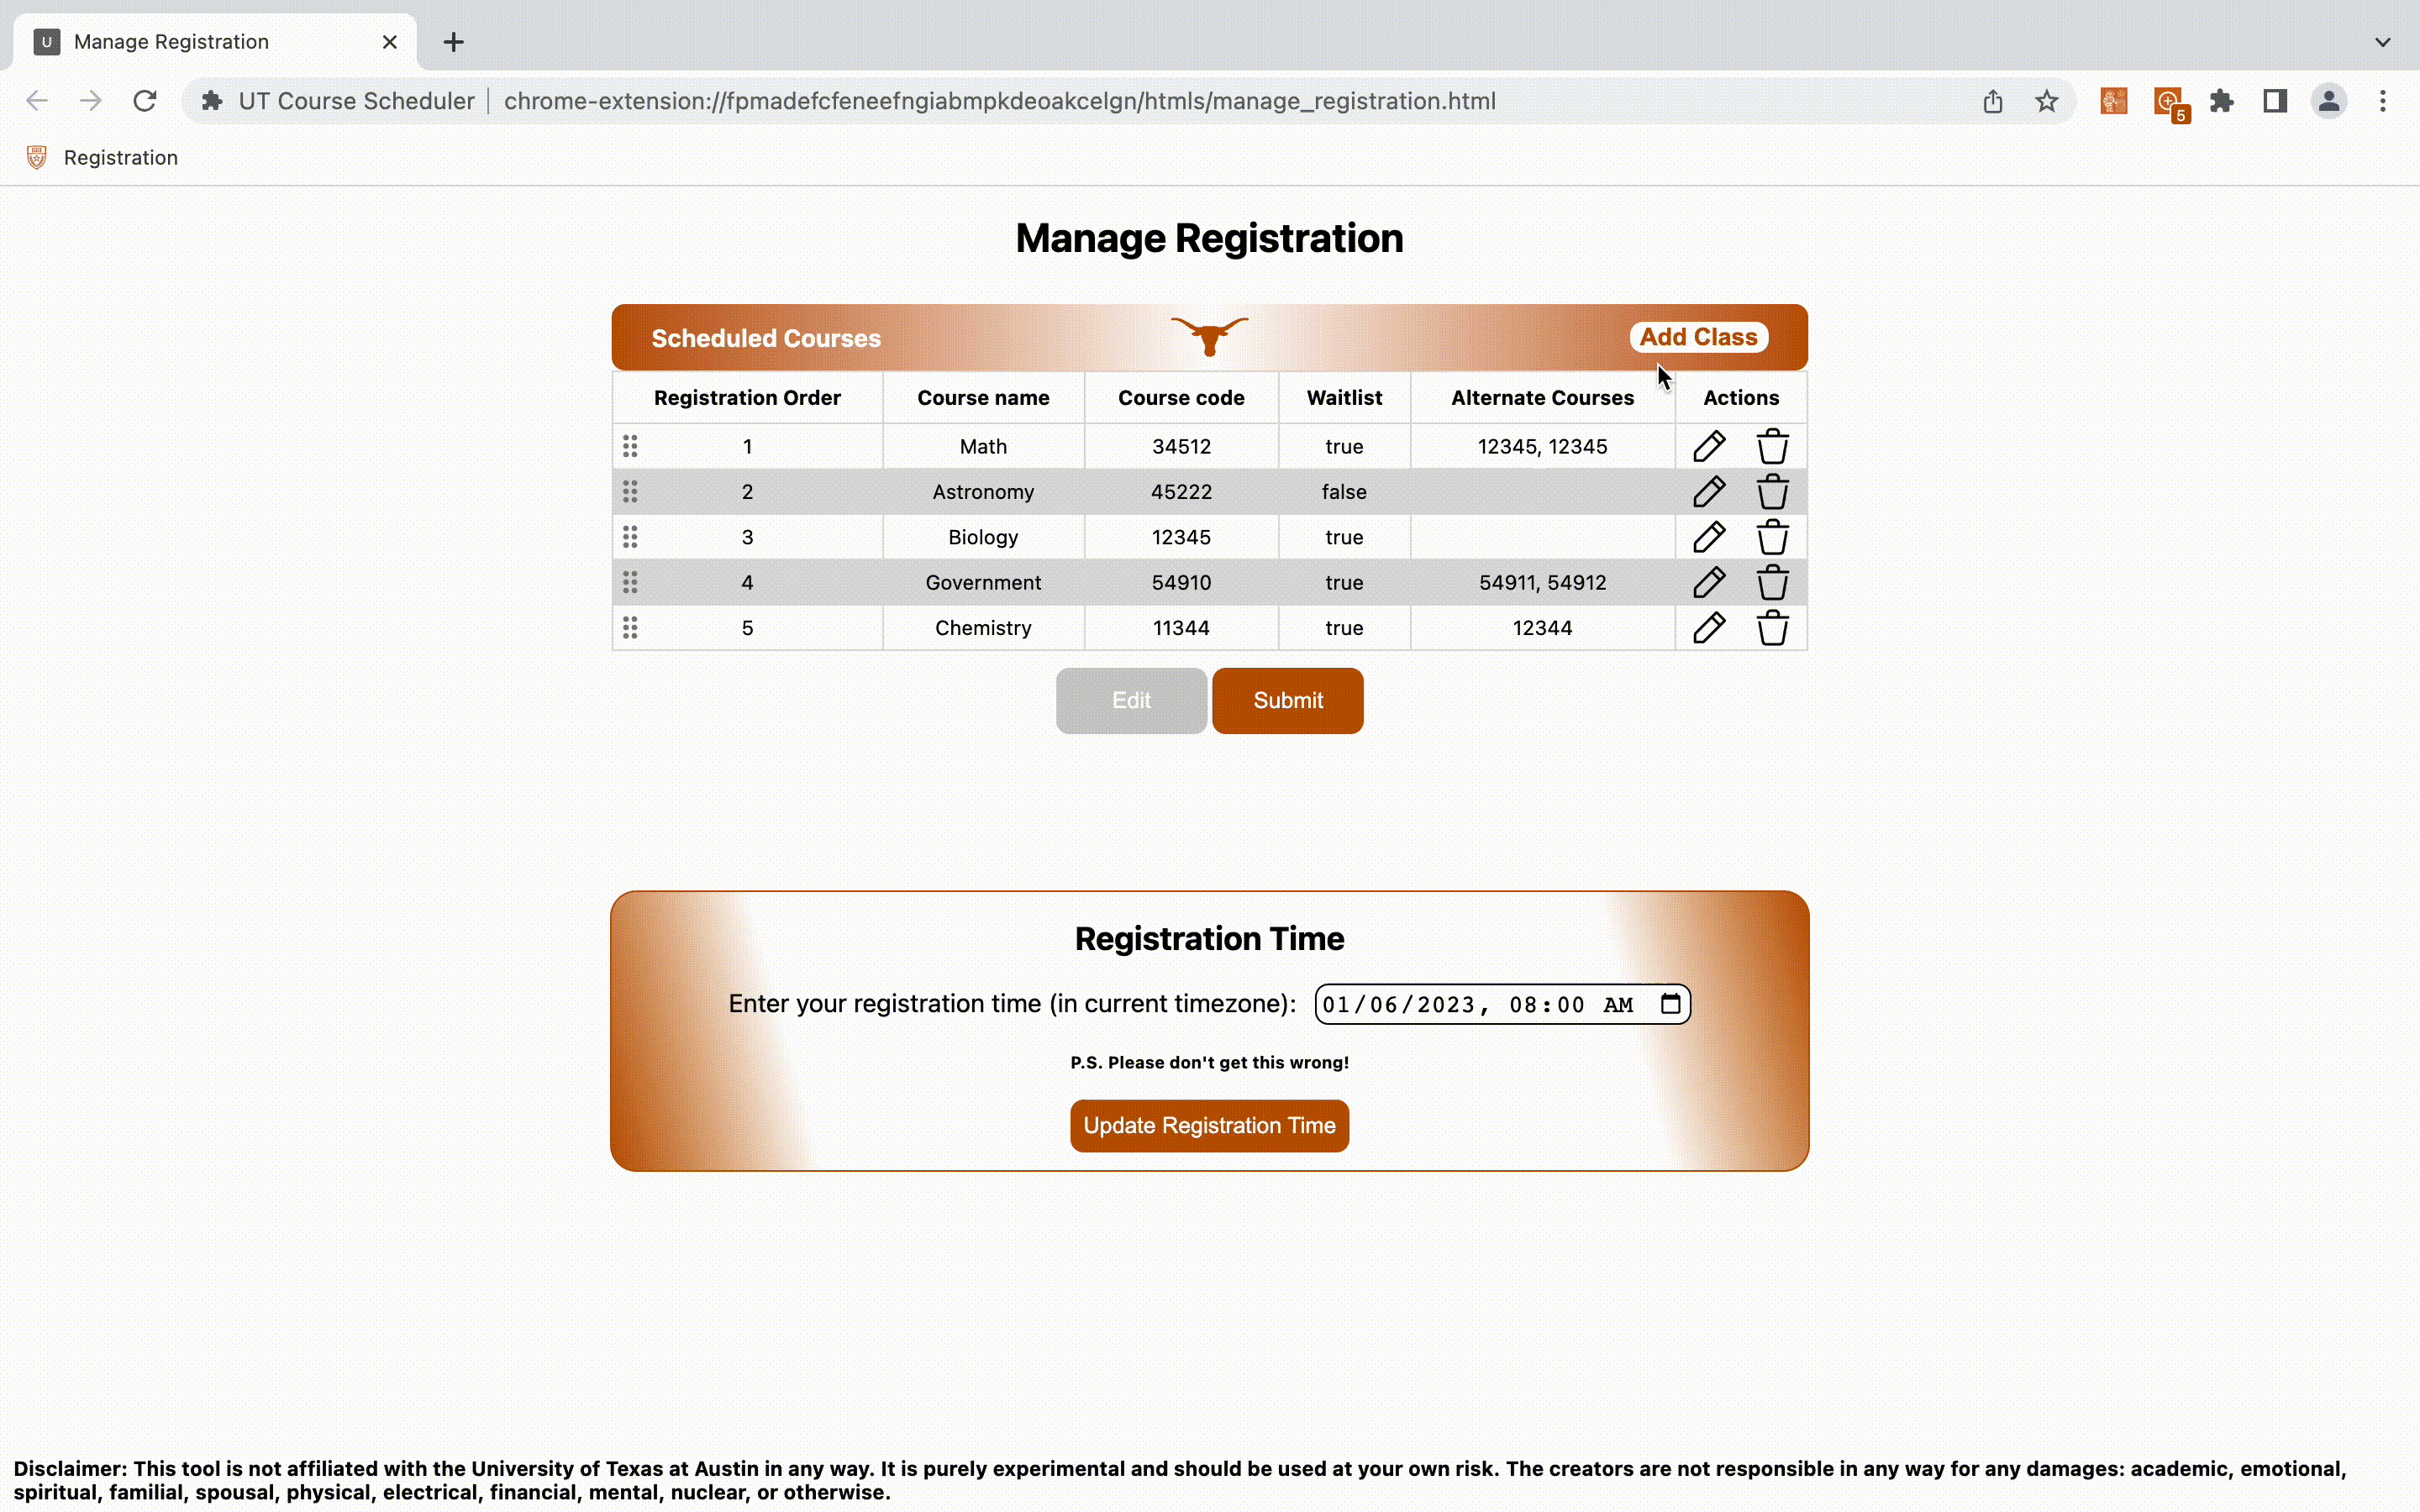 U Manage Registration
UT Course Scheduler chrome-extension://fpmadefcfeneefngiabmpkdeoakcelgn/htmls/manage_registration.html 5
Registration
Manage Registration
Scheduled Courses Add Class
Registration Order Course name Course code Waitlist Alternate Courses Actions
1 Math 34512 true 12345, 12345
2 Astronomy 45222 false
3 Biology 12345 true
4 Government 54910 true 54911, 54912
5 Chemistry 11344 true 12344
Edit Submit
Registration Time
Enter your registration time (in current timezone): 01/06/2023, 08:00 AM
P.S. Please don't get this wrong!
Update Registration Time
Disclaimer: This tool is not affiliated with the University of Texas at Austin in any way. It is purely experimental and should be used at your own risk. The creators are not responsible in any way for any damages: academic, emotional,
spiritual, familial, spousal, physical, electrical, financial, mental, nuclear, or otherwise.